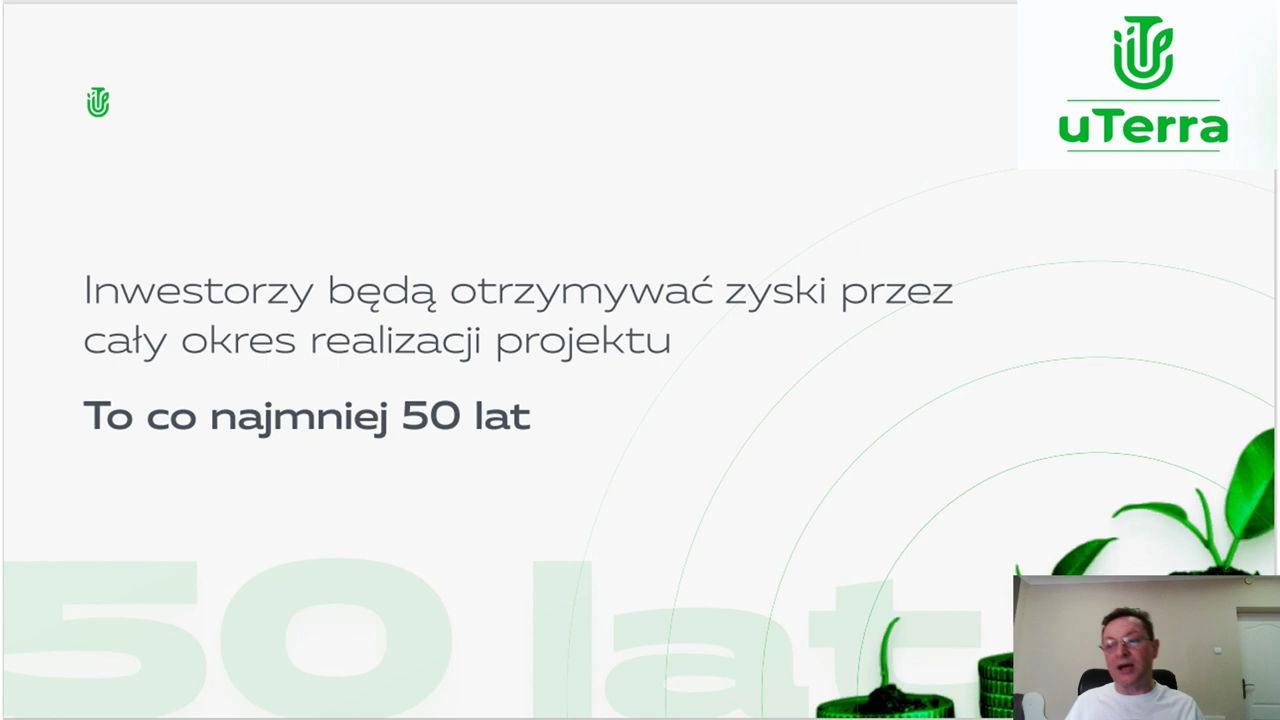 uTerra
Inwestorzy będą otrzymywać zyski przez
cały okres realizacji projektu
To co najmniej 50 lat
50 lat